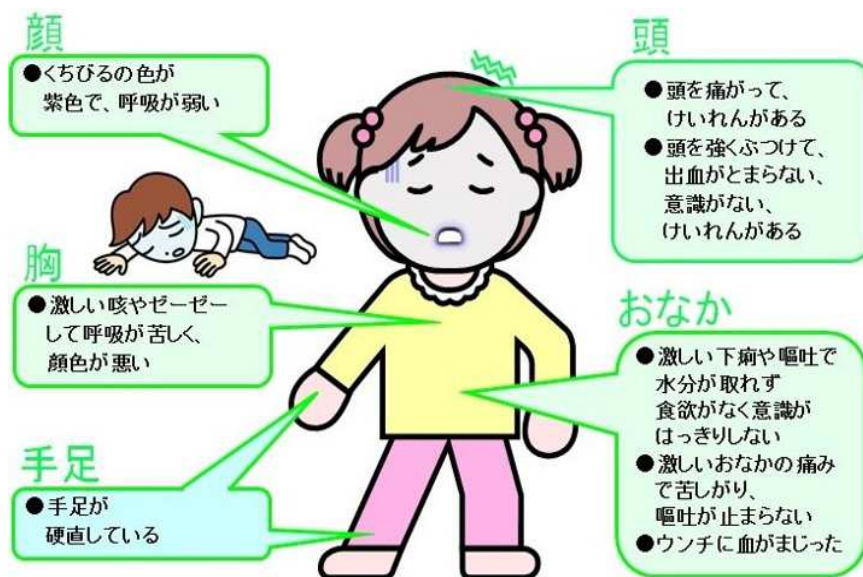 顔
●くちびるの色が
紫色で、呼吸が弱い
頭
●頭を痛がって、
けいれんがある
●頭を強くぶつけて、
出血がとまらない、
意識がない、
けいれんがある
胸
●激しい咳やゼーゼー
して呼吸が苦しく、
顔色が悪い
おなか
●激しい下痢や嘔吐で
水分が取れず
食欲がなく意識が
はっきりしない
●激しいおなかの痛み
で苦しがり、
嘔吐が止まらない
●ウンチに血がまじった
手足
●手足が
硬直している